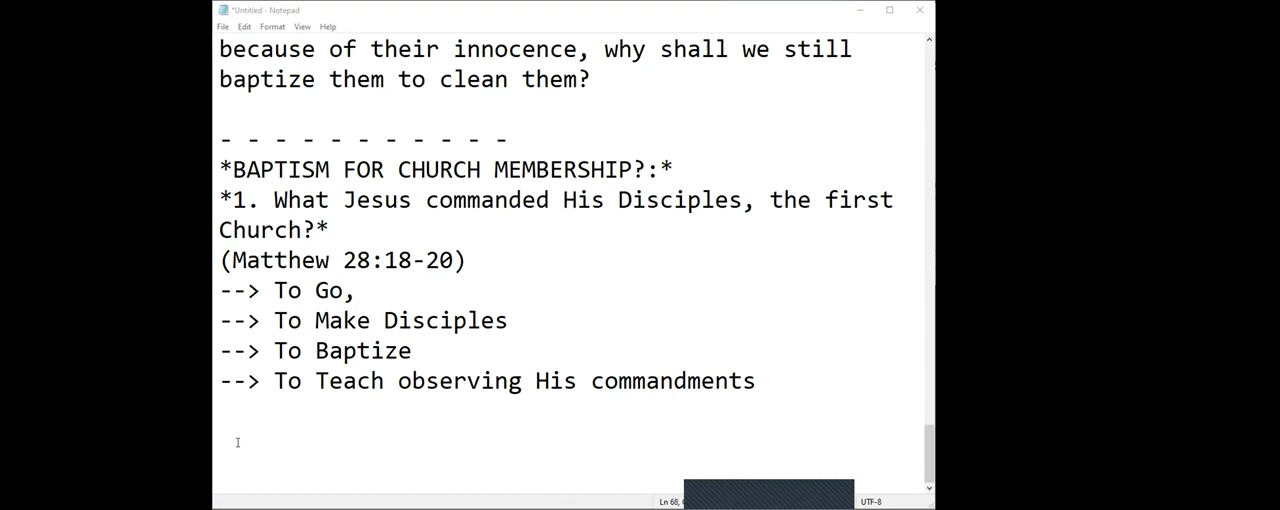 *Untitled - Notepad
File Edit Format View Help
because of their innocence, why shall we still
baptize them to clean them?
- - - - - - - - - - -
*BAPTISM FOR CHURCH MEMBERSHIP?:*
*1. What Jesus commanded His Disciples, the first
Church?*
(Matthew 28:18-20)
--> To Go,
--> To Make Disciples
--> To Baptize
--> To Teach observing His commandments
Ln 68, UTF-8